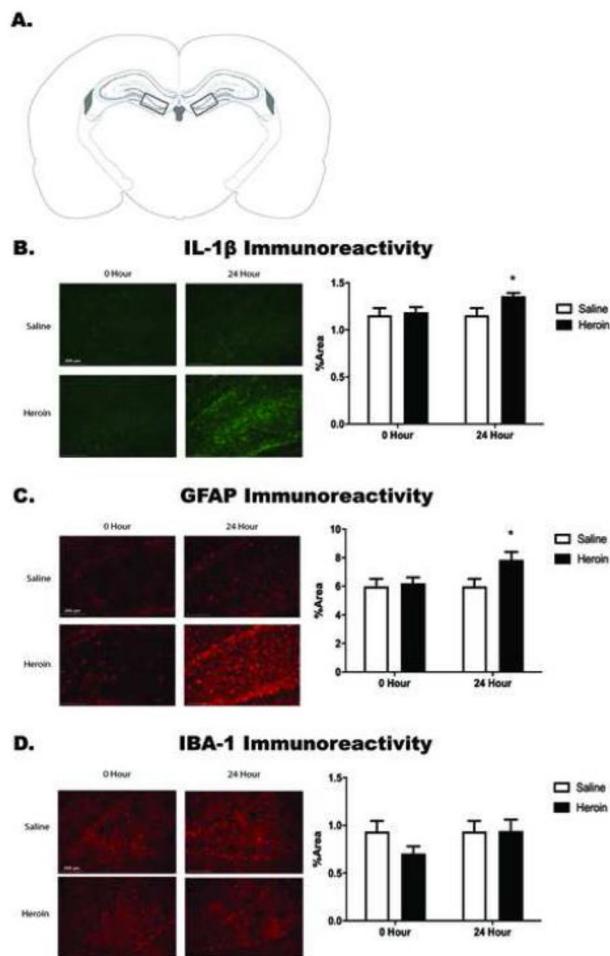 A.
B. IL-1β Immunoreactivity
0 Hour 24 Hour
Saline
Heroin
1.5
1.0
0.5
0.0
%Area
0 Hour 24 Hour
*
Saline
Heroin
C. GFAP Immunoreactivity
0 Hour 24 Hour
Saline
Heroin
10
8
6
4
2
0
%Area
0 Hour 24 Hour
*
Saline
Heroin
D. IBA-1 Immunoreactivity
0 Hour 24 Hour
Saline
Heroin
1.5
1.0
0.5
0.0
%Area
0 Hour 24 Hour
Saline
Heroin